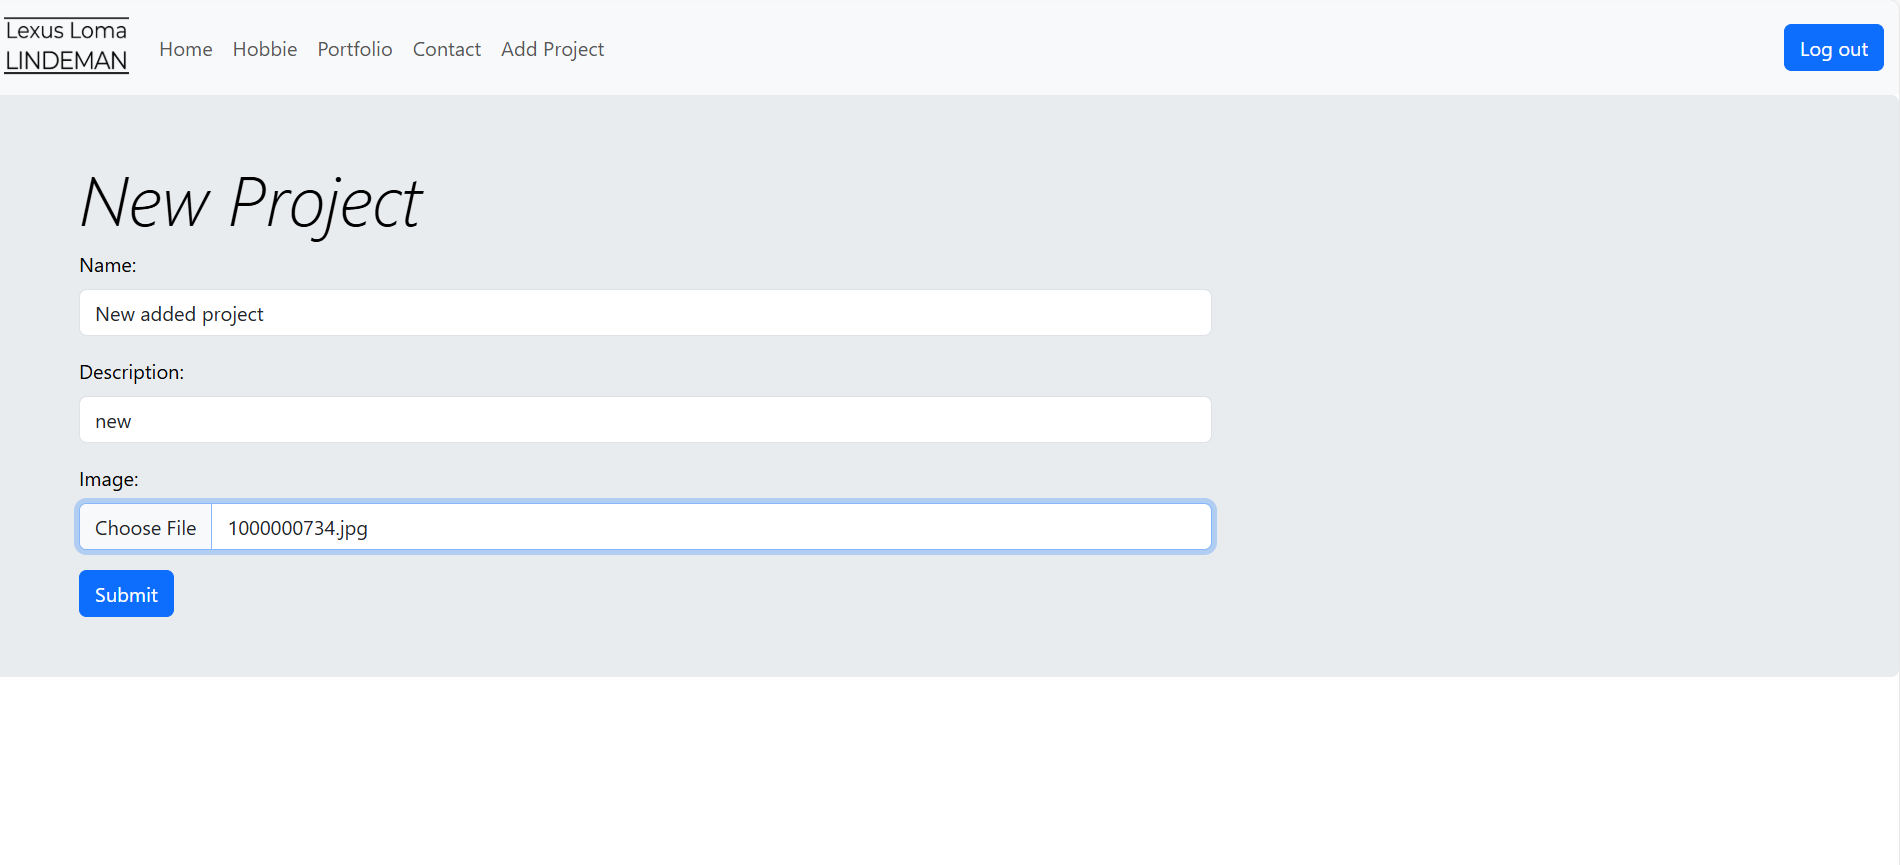 Lexus Loma
LINDEMAN
Home Hobbie Portfolio Contact Add Project
Log out
New Project
Name:
New added project
Description:
new
Image:
Choose File 1000000734.jpg
Submit